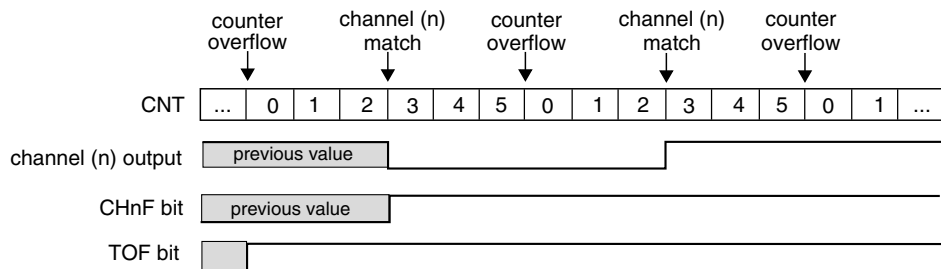 counter overflow
channel (n) match
counter overflow
channel (n) match
counter overflow
CNT ... 0 1 2 3 4 5 0 1 2 3 4 5 0 1 ...
channel (n) output previous value
CHnF bit previous value
TOF bit